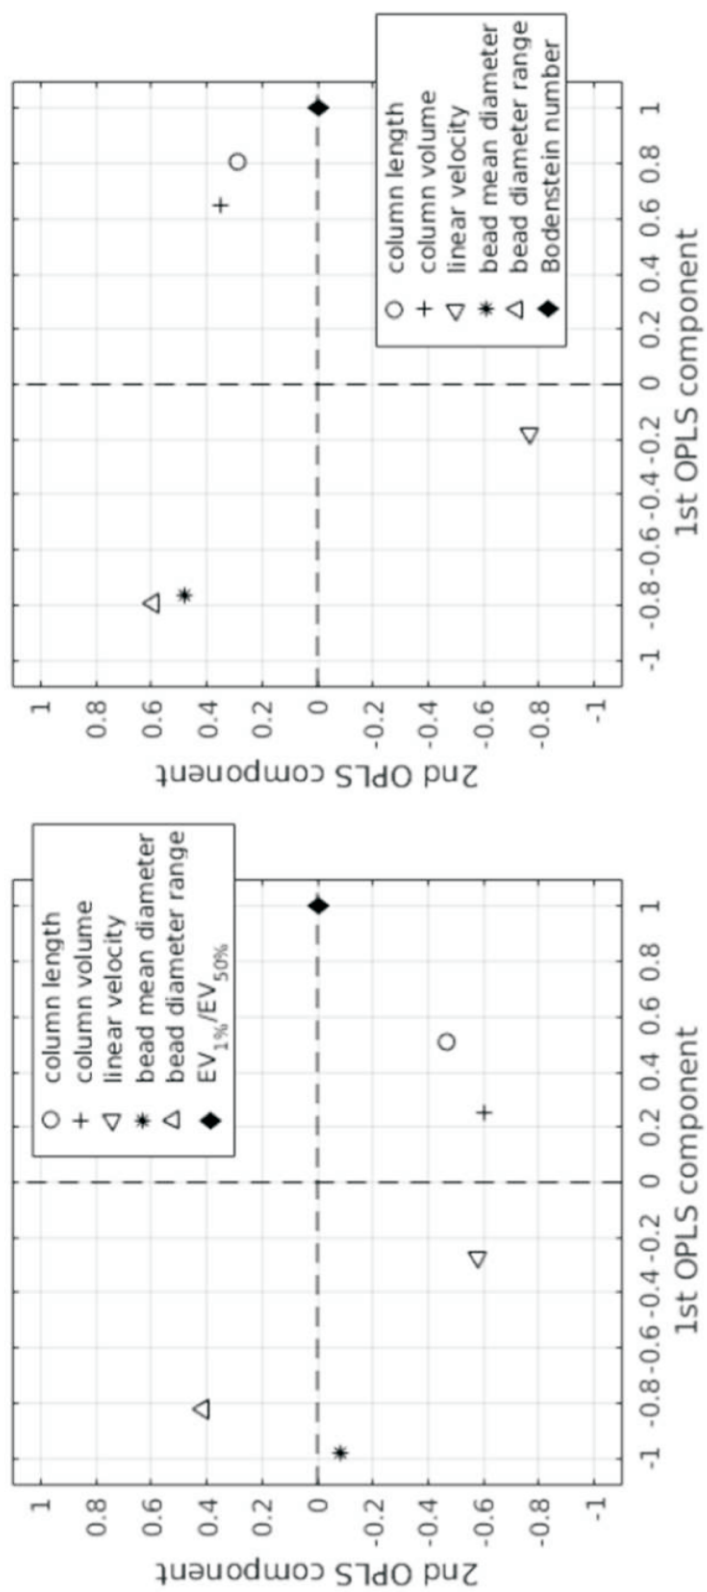 1
0.8
0.6
0.4
0.2
0
-0.2
-0.4
-0.6
-0.8
-1
2nd OPLS component
-1 -0.8 -0.6 -0.4 -0.2 0 0.2 0.4 0.6 0.8 1
1st OPLS component
column length
column volume
linear velocity
bead mean diameter
bead diameter range
EV1%/EV50%
1
0.8
0.6
0.4
0.2
0
-0.2
-0.4
-0.6
-0.8
-1
2nd OPLS component
-1 -0.8 -0.6 -0.4 -0.2 0 0.2 0.4 0.6 0.8 1
1st OPLS component
column length
column volume
linear velocity
bead mean diameter
bead diameter range
Bodenstein number